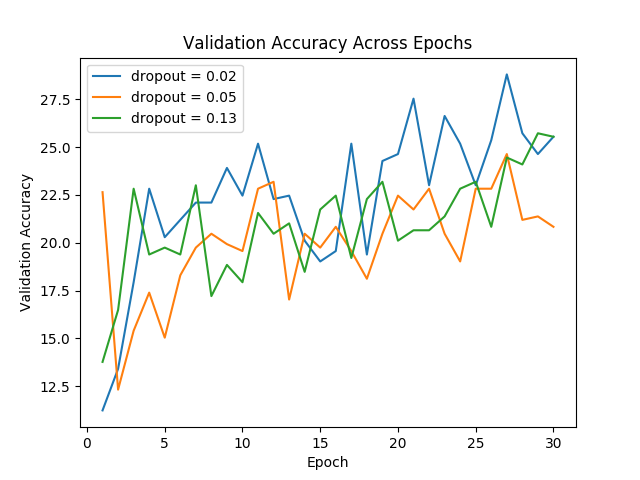 Validation Accuracy Across Epochs
dropout = 0.02
dropout = 0.05
dropout = 0.13
Validation Accuracy
27.5
25.0
22.5
20.0
17.5
15.0
12.5
0 5 10 15 20 25 30
Epoch